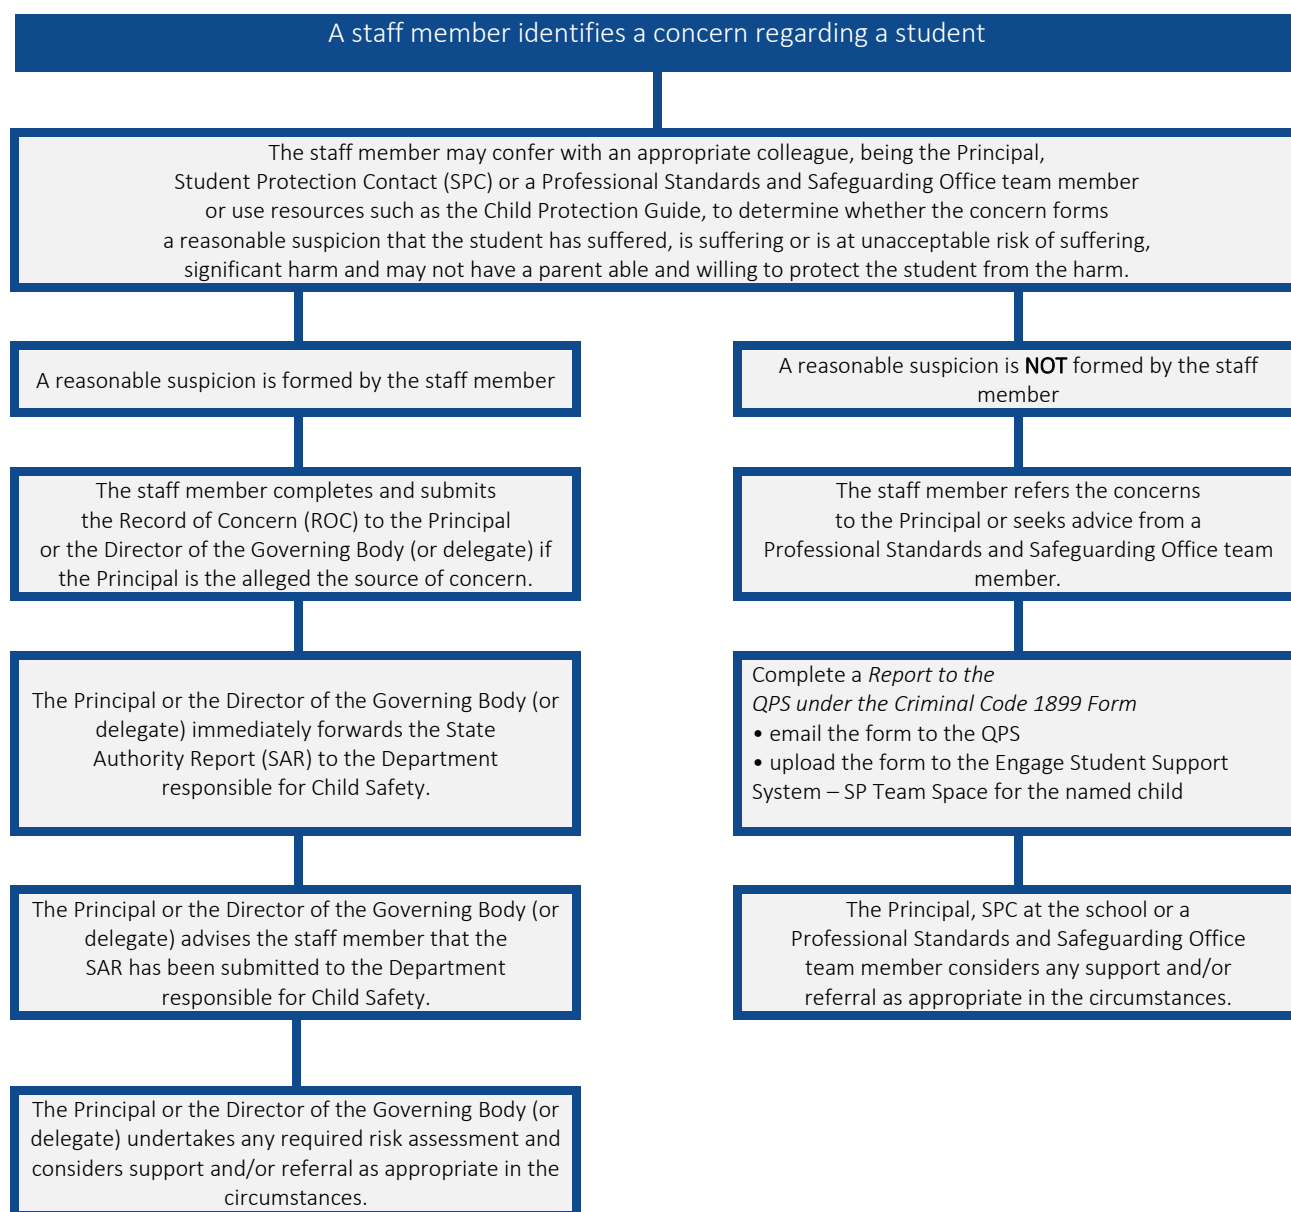 A staff member identifies a concern regarding a student
The staff member may confer with an appropriate colleague, being the Principal,
Student Protection Contact (SPC) or a Professional Standards and Safeguarding Office team member
or use resources such as the Child Protection Guide, to determine whether the concern forms
a reasonable suspicion that the student has suffered, is suffering or is at unacceptable risk of suffering,
significant harm and may not have a parent able and willing to protect the student from the harm.
A reasonable suspicion is formed by the staff member
The staff member completes and submits
the Record of Concern (ROC) to the Principal
or the Director of the Governing Body (or delegate) if
the Principal is the alleged the source of concern.
The Principal or the Director of the Governing Body (or
delegate) immediately forwards the State
Authority Report (SAR) to the Department
responsible for Child Safety.
The Principal or the Director of the Governing Body (or
delegate) advises the staff member that the
SAR has been submitted to the Department
responsible for Child Safety.
The Principal or the Director of the Governing Body (or
delegate) undertakes any required risk assessment and
considers support and/or referral as appropriate in the
circumstances.
A reasonable suspicion is NOT formed by the staff
member
The staff member refers the concerns
to the Principal or seeks advice from a
Professional Standards and Safeguarding Office team
member.
Complete a Report to the
QPS under the Criminal Code 1899 Form
• email the form to the QPS
• upload the form to the Engage Student Support
System – SP Team Space for the named child
The Principal, SPC at the school or a
Professional Standards and Safeguarding Office
team member considers any support and/or
referral as appropriate in the circumstances.